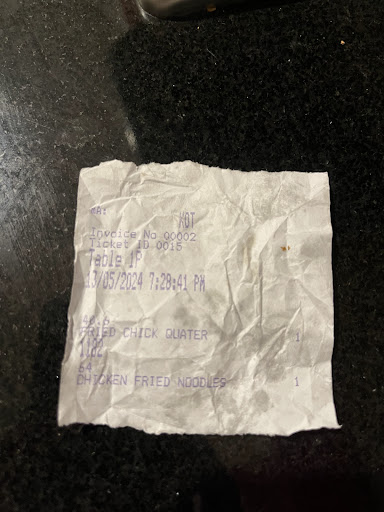 KOT
Invoice No 00002
Ticket ID 0015
Table 1P
13/05/2024 7:29:41 PM
FRIED CHICK QUATER 1
64
CHICKEN FRIED NOODLES 1